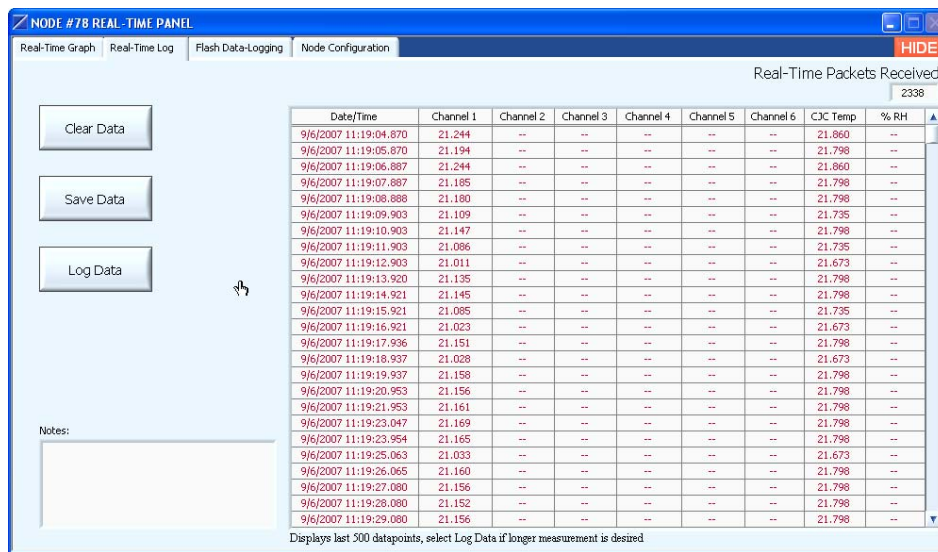 NODE #78 REAL-TIME PANEL
Real-Time Graph Real-Time Log Flash Data-Logging Node Configuration HIDE
Real-Time Packets Received
2338
Clear Data
Save Data
Log Data
Notes:
Date/Time Channel 1 Channel 2 Channel 3 Channel 4 Channel 5 Channel 6 CJC Temp % RH
9/6/2007 11:19:04.870 21.244 -- -- -- -- -- 21.860 --
9/6/2007 11:19:05.870 21.194 -- -- -- -- -- 21.798 --
9/6/2007 11:19:06.887 21.244 -- -- -- -- -- 21.860 --
9/6/2007 11:19:07.887 21.185 -- -- -- -- -- 21.798 --
9/6/2007 11:19:08.888 21.180 -- -- -- -- -- 21.798 --
9/6/2007 11:19:09.903 21.109 -- -- -- -- -- 21.735 --
9/6/2007 11:19:10.903 21.147 -- -- -- -- -- 21.798 --
9/6/2007 11:19:11.903 21.086 -- -- -- -- -- 21.735 --
9/6/2007 11:19:12.903 21.011 -- -- -- -- -- 21.673 --
9/6/2007 11:19:13.920 21.135 -- -- -- -- -- 21.798 --
9/6/2007 11:19:14.921 21.145 -- -- -- -- -- 21.798 --
9/6/2007 11:19:15.921 21.085 -- -- -- -- -- 21.735 --
9/6/2007 11:19:16.921 21.023 -- -- -- -- -- 21.673 --
9/6/2007 11:19:17.936 21.151 -- -- -- -- -- 21.798 --
9/6/2007 11:19:18.937 21.028 -- -- -- -- -- 21.673 --
9/6/2007 11:19:19.937 21.158 -- -- -- -- -- 21.798 --
9/6/2007 11:19:20.953 21.156 -- -- -- -- -- 21.798 --
9/6/2007 11:19:21.953 21.161 -- -- -- -- -- 21.798 --
9/6/2007 11:19:23.047 21.169 -- -- -- -- -- 21.798 --
9/6/2007 11:19:23.954 21.165 -- -- -- -- -- 21.798 --
9/6/2007 11:19:25.063 21.033 -- -- -- -- -- 21.673 --
9/6/2007 11:19:26.065 21.160 -- -- -- -- -- 21.798 --
9/6/2007 11:19:27.080 21.156 -- -- -- -- -- 21.798 --
9/6/2007 11:19:28.080 21.152 -- -- -- -- -- 21.798 --
9/6/2007 11:19:29.080 21.156 -- -- -- -- -- 21.798 --
Displays last 500 datapoints, select Log Data if longer measurement is desired